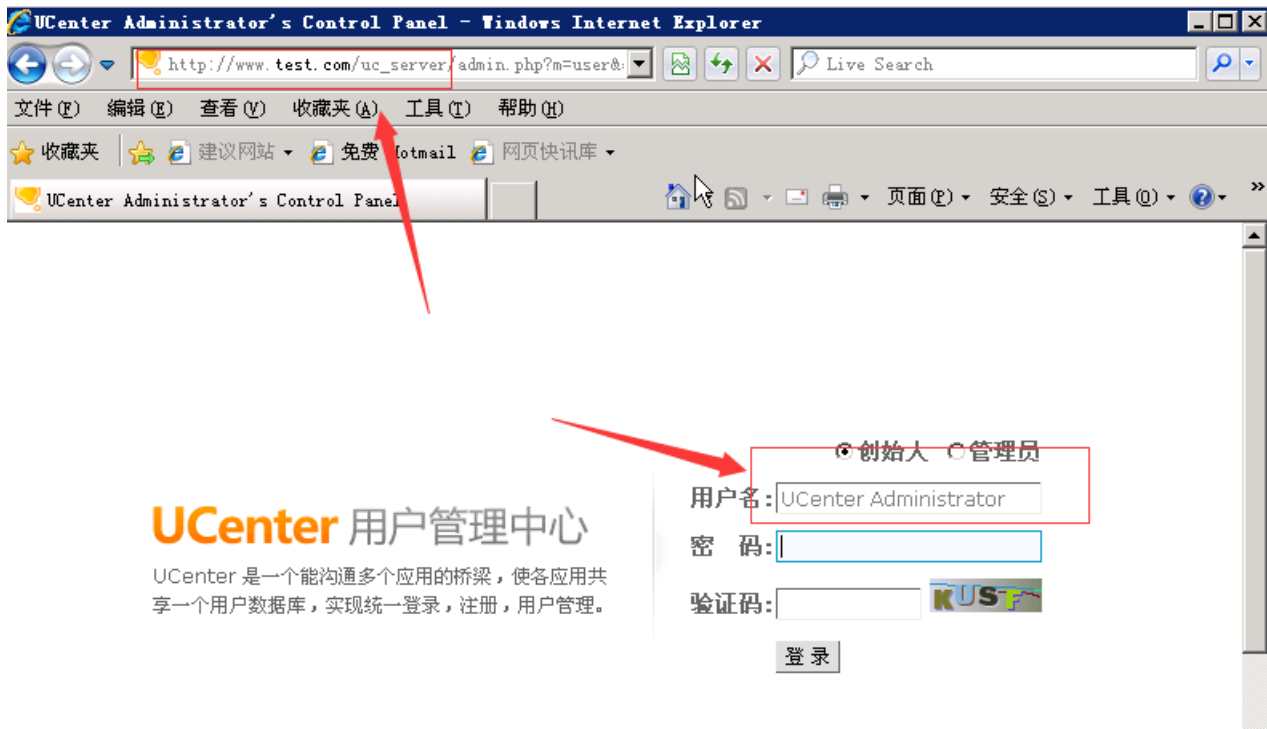 UCenter Administrator's Control Panel - Windows Internet Explorer
http://www.test.com/uc_server/admin.php?m=user& Live Search
文件(F) 编辑(E) 查看(V) 收藏夹(A) 工具(T) 帮助(H)
收藏夹 建议网站 免费 Hotmail 网页快讯库
UCenter Administrator's Control Panel 页面(P) 安全(S) 工具(O) »
创始人 管理员
用户名: UCenter Administrator
UCenter 用户管理中心
密 码:
UCenter 是一个能沟通多个应用的桥梁，使各应用共
享一个用户数据库，实现统一登录，注册，用户管理。
验证码: KUSF
登 录